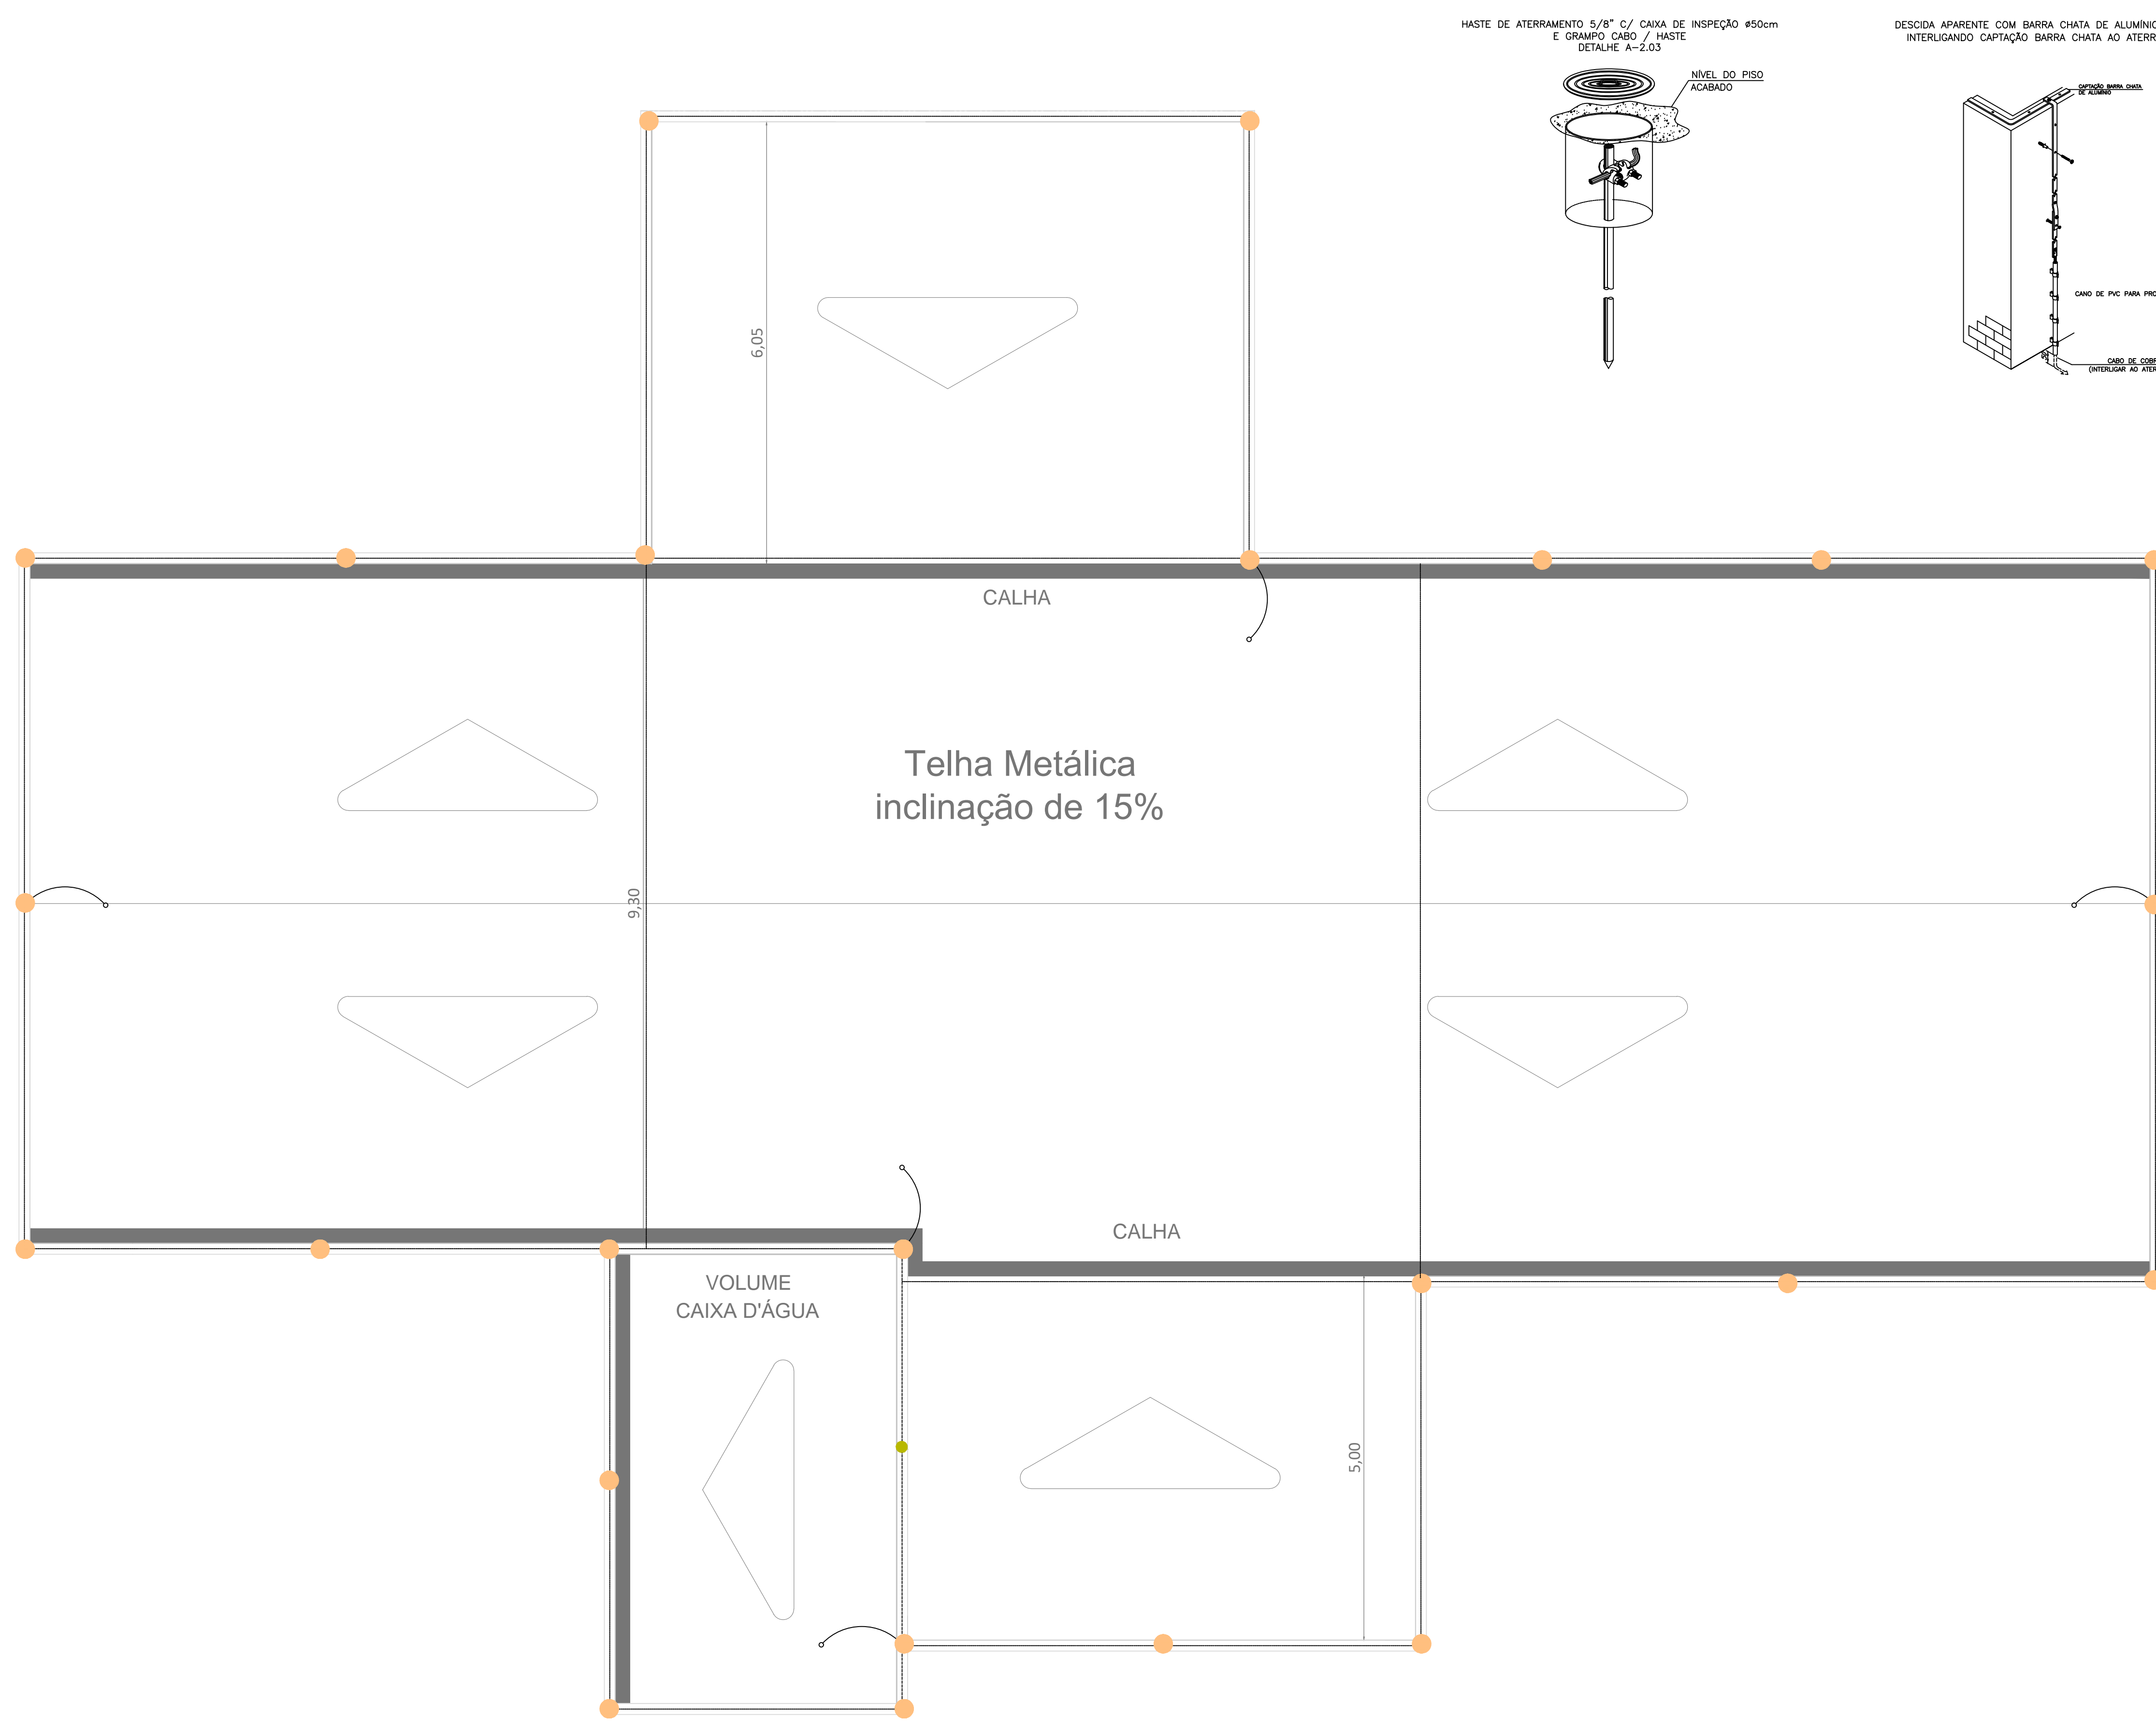 HASTE DE ATERRAMENTO 5/8" C/ CAIXA DE INSPEÇÃO ø50cm
E GRAMPO CABO / HASTE
DETALHE A-2.03
NÍVEL DO PISO
ACABADO
DESCIDA APARENTE COM BARRA CHATA DE ALUMÍNIO
INTERLIGANDO CAPTAÇÃO BARRA CHATA AO ATERR
CAPTAÇÃO BARRA CHATA
DE ALUMÍNIO
CANO DE PVC PARA PRO
CABO DE COBR
(INTERLIGAR AO ATER
6,05
CALHA
Telha Metálica
inclinação de 15%
9,30
CALHA
VOLUME
CAIXA D'ÁGUA
5,00